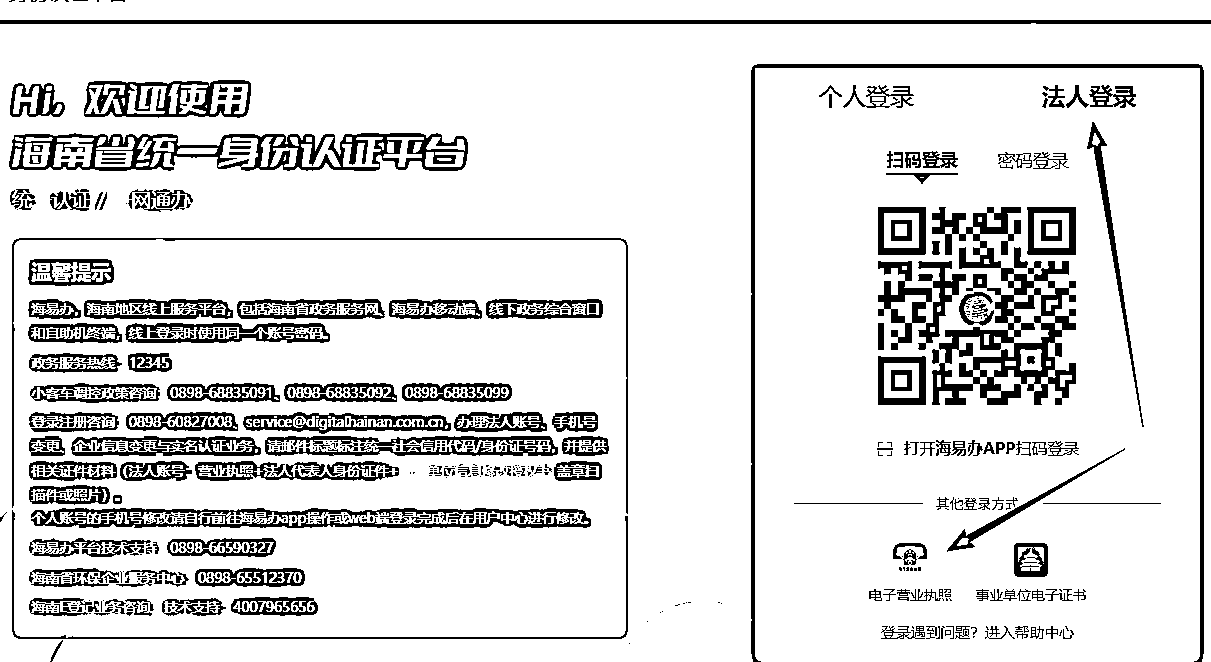 Hi，欢迎使用
海南省统一身份认证平台
统 认证 // 网通办
温馨提示
海易办，海南地区线上服务平台，包括海南省政务服务网、海易办移动端、线下政务综合窗口
和自助机终端，线上登录时使用同一个账号密码。
政务服务热线 12345
小客车调控政策咨询 0898-68835091、0898-68835092、0898-68835099
登录注册咨询 0898-60827008、service@digitalhainan.com.cn，办理法人账号、手机号
变更、企业信息变更与实名认证业务，请邮件标题标注统一社会信用代码/身份证号码，并提供
相关证件材料（法人账号 营业执照 法人代表人身份证件 盖章扫
描件或照片）。
个人账号的手机号修改请自行前往海易办app操作或web端登录完成后在用户中心进行修改。
海易办平台技术支持 0898-66590327
海南省环保企业服务中心 0898-65512370
海南E登记业务咨询 技术支持 4007965656
个人登录 法人登录
扫码登录 密码登录
打开海易办APP扫码登录
其他登录方式
电子营业执照 事业单位电子证书
登录遇到问题？进入帮助中心